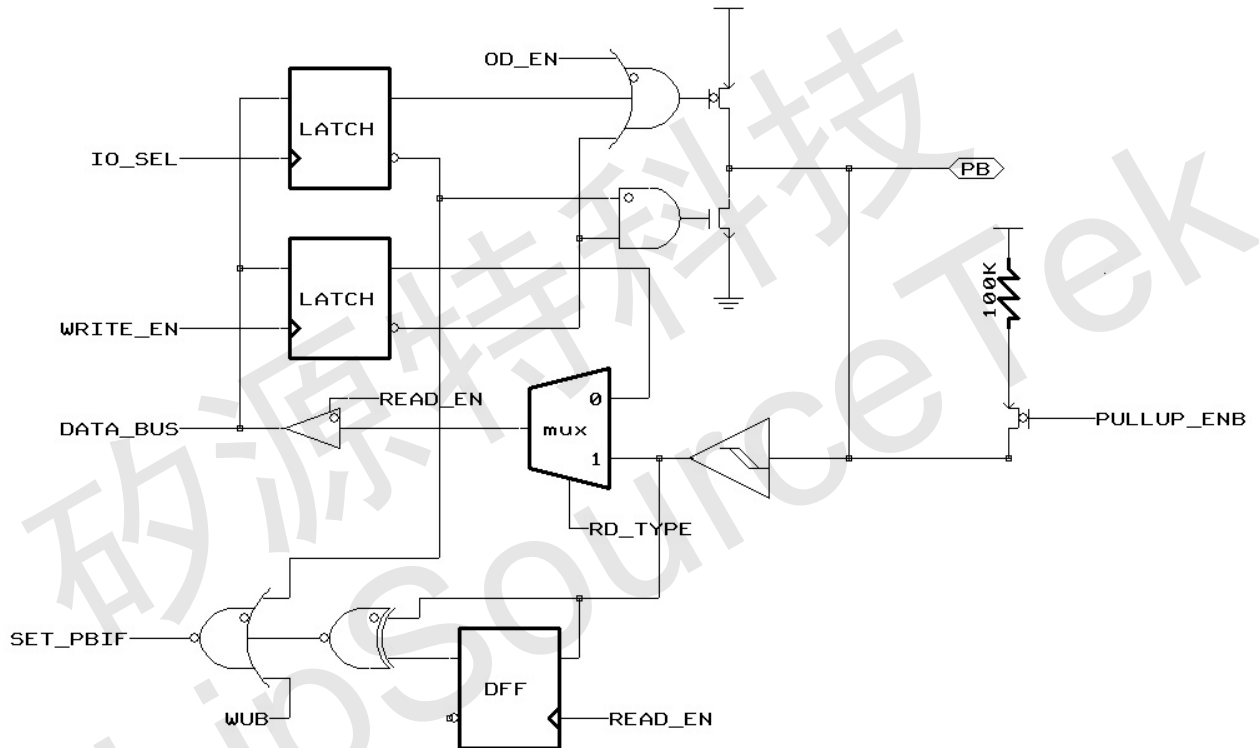 OD_EN
LATCH
IO_SEL
PB
LATCH
100K
WRITE_EN
READ_EN
0
DATA_BUS
mux
PULLUP_ENB
1
RD_TYPE
SET_PBIF
DFF
WUB
READ_EN
矽源特科技
ipSourceTek